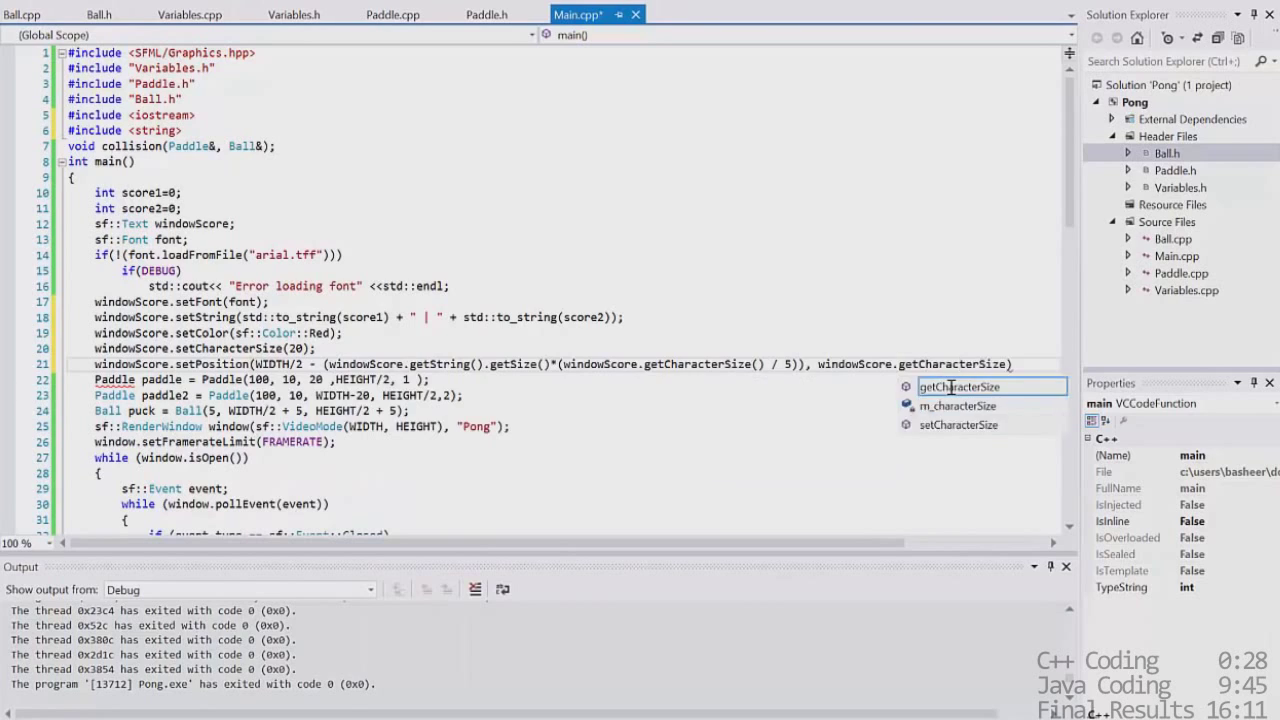 Ball.cpp Ball.h Variables.cpp Variables.h Paddle.cpp Paddle.h Main.cpp*
(Global Scope) main()
1 #include <SFML/Graphics.hpp>
2 #include "Variables.h"
3 #include "Paddle.h"
4 #include "Ball.h"
5 #include <iostream>
6 #include <string>
7 void collision(Paddle&, Ball&);
8 int main()
9 {
10 int score1=0;
11 int score2=0;
12 sf::Text windowScore;
13 sf::Font font;
14 if(!(font.loadFromFile("arial.tff")))
15 if(DEBUG)
16 std::cout<< "Error loading font" <<std::endl;
17 windowScore.setFont(font);
18 windowScore.setString(std::to_string(score1) + " | " + std::to_string(score2));
19 windowScore.setColor(sf::Color::Red);
20 windowScore.setCharacterSize(20);
21 windowScore.setPosition(WIDTH/2 - (windowScore.getString().getSize()*(windowScore.getCharacterSize() / 5)), windowScore.getCharacterSize)
22 Paddle paddle = Paddle(100, 10, 20 ,HEIGHT/2, 1 );
23 Paddle paddle2 = Paddle(100, 10, WIDTH-20, HEIGHT/2,2);
24 Ball puck = Ball(5, WIDTH/2 + 5, HEIGHT/2 + 5);
25 sf::RenderWindow window(sf::VideoMode(WIDTH, HEIGHT), "Pong");
26 window.setFramerateLimit(FRAMERATE);
27 while (window.isOpen())
28 {
29 sf::Event event;
30 while (window.pollEvent(event))
31 {
if (event.type == sf::Event::Closed)
getCharacterSize
m_characterSize
setCharacterSize
100 %
Output
Show output from: Debug
The thread 0x23c4 has exited with code 0 (0x0).
The thread 0x52c has exited with code 0 (0x0).
The thread 0x380c has exited with code 0 (0x0).
The thread 0x2d1c has exited with code 0 (0x0).
The thread 0x3854 has exited with code 0 (0x0).
The program '[13712] Pong.exe' has exited with code 0 (0x0).
Solution Explorer
Search Solution Explorer (Ctrl+;)
Solution 'Pong' (1 project)
Pong
External Dependencies
Header Files
Ball.h
Paddle.h
Variables.h
Resource Files
Source Files
Ball.cpp
Main.cpp
Paddle.cpp
Variables.cpp
Properties
main VCCodeFunction
C++
(Name) main
File c:\users\basheer\do
FullName main
IsInjected False
IsInline False
IsOverloaded False
IsSealed False
IsTemplate False
TypeString int
C++ Coding 0:28
Java Coding 9:45
Final Results 16:11
C++